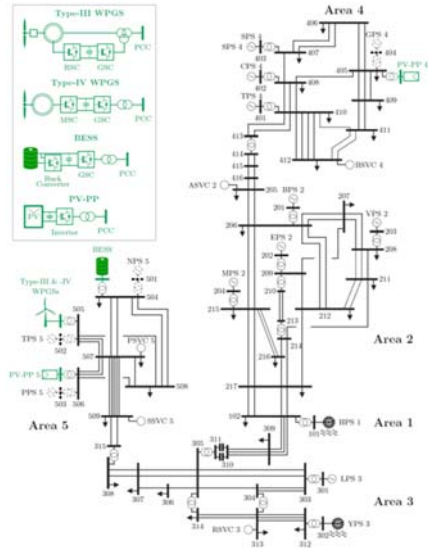 Area 4
Type-III WPGS
PCC
RSC
GSC
Type-IV WPGS
PCC
MSC
GSC
BESS
PCC
Buck
Converter
GSC
PV-PP
PCC
Inverter
406
SPS 4
GPS 4
SPS 4
403
407
404
405
PV-PP 4
CPS 4
402
408
409
TPS 4
401
410
411
413
412
RSVC 4
414
415
416
ASVC 2
205
BPS 2
207
201
VPS 2
206
EPS 2
203
202
208
MPS 2
209
211
204
210
215
212
213
214
216
Area 2
217
BESS
NPS 5
501
504
Type-III & -IV
WPGSs
505
TPS 5
502
PSVC 5
507
PV-PP 5
508
PPS 5
503
506
Area 5
509
SSVC 5
315
102
Area 1
101
HPS 1
309
311
305
310
308
307
306
303
301
LPS 3
304
Area 3
314
302
YPS 3
RSVC 3
313
312